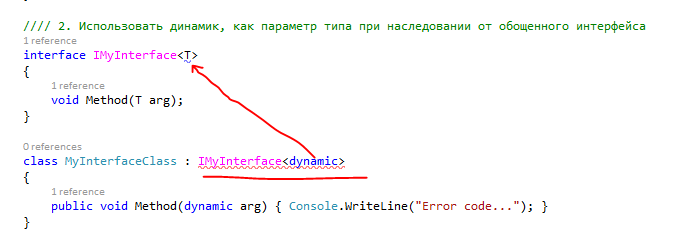 //// 2. Использовать динамик, как параметр типа при наследовании от обощенного интерфейса
1 reference
interface IMyInterface<T>
{
1 reference
void Method(T arg);
}
0 references
class MyInterfaceClass : IMyInterface<dynamic>
{
1 reference
public void Method(dynamic arg) { Console.WriteLine("Error code..."); }
}